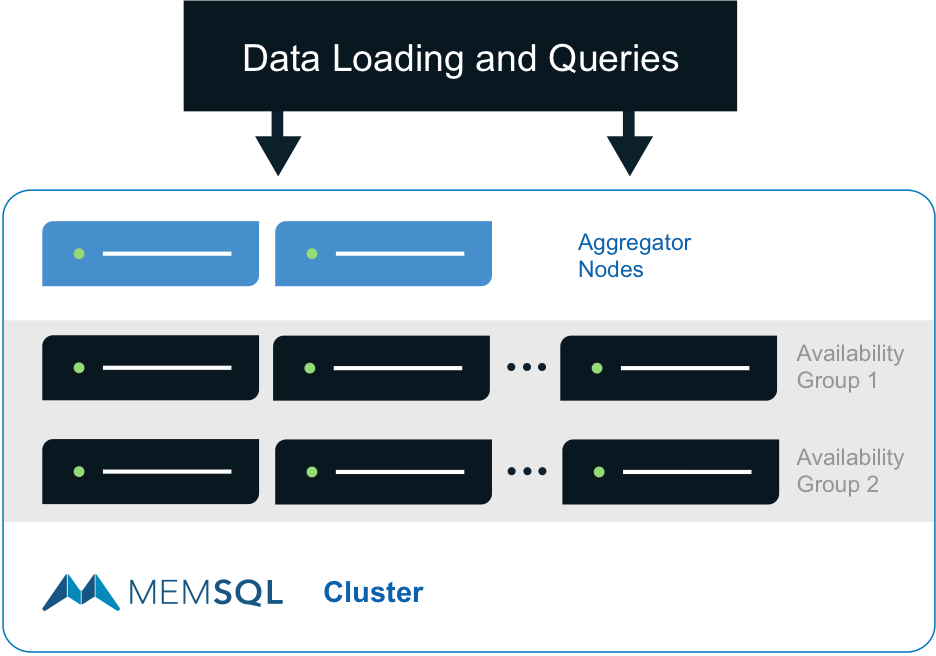 Data Loading and Queries
Aggregator
Nodes
Availability
Group 1
Availability
Group 2
MEMSQL Cluster